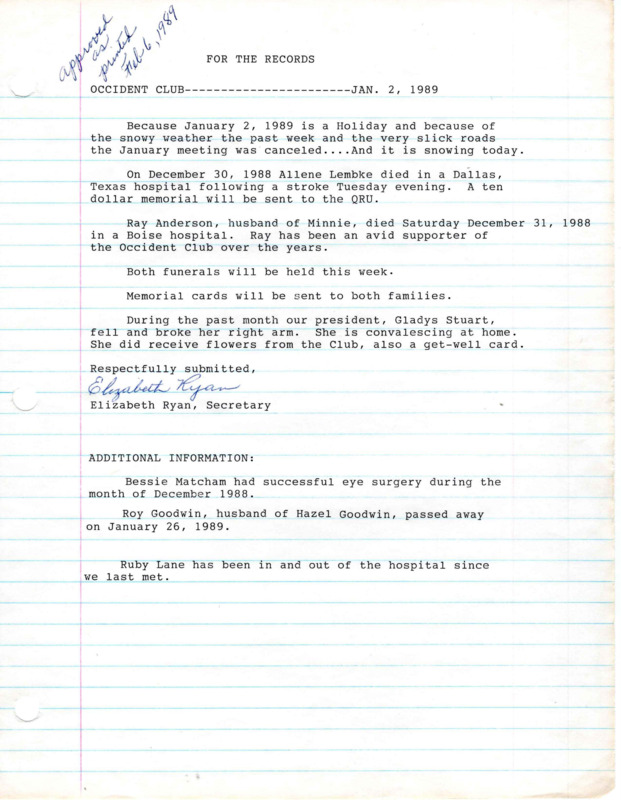 approved
as
printed
Feb 6, 1989
FOR THE RECORDS
OCCIDENT CLUB-----------------------JAN. 2, 1989
Because January 2, 1989 is a Holiday and because of
the snowy weather the past week and the very slick roads
the January meeting was canceled....And it is snowing today.
On December 30, 1988 Allene Lembke died in a Dallas,
Texas hospital following a stroke Tuesday evening. A ten
dollar memorial will be sent to the QRU.
Ray Anderson, husband of Minnie, died Saturday December 31, 1988
in a Boise hospital. Ray has been an avid supporter of
the Occident Club over the years.
Both funerals will be held this week.
Memorial cards will be sent to both families.
During the past month our president, Gladys Stuart,
fell and broke her right arm. She is convalescing at home.
She did receive flowers from the Club, also a get-well card.
Respectfully submitted,
Elizabeth Ryan
Elizabeth Ryan, Secretary
ADDITIONAL INFORMATION:
Bessie Matcham had successful eye surgery during the
month of December 1988.
Roy Goodwin, husband of Hazel Goodwin, passed away
on January 26, 1989.
Ruby Lane has been in and out of the hospital since
we last met.